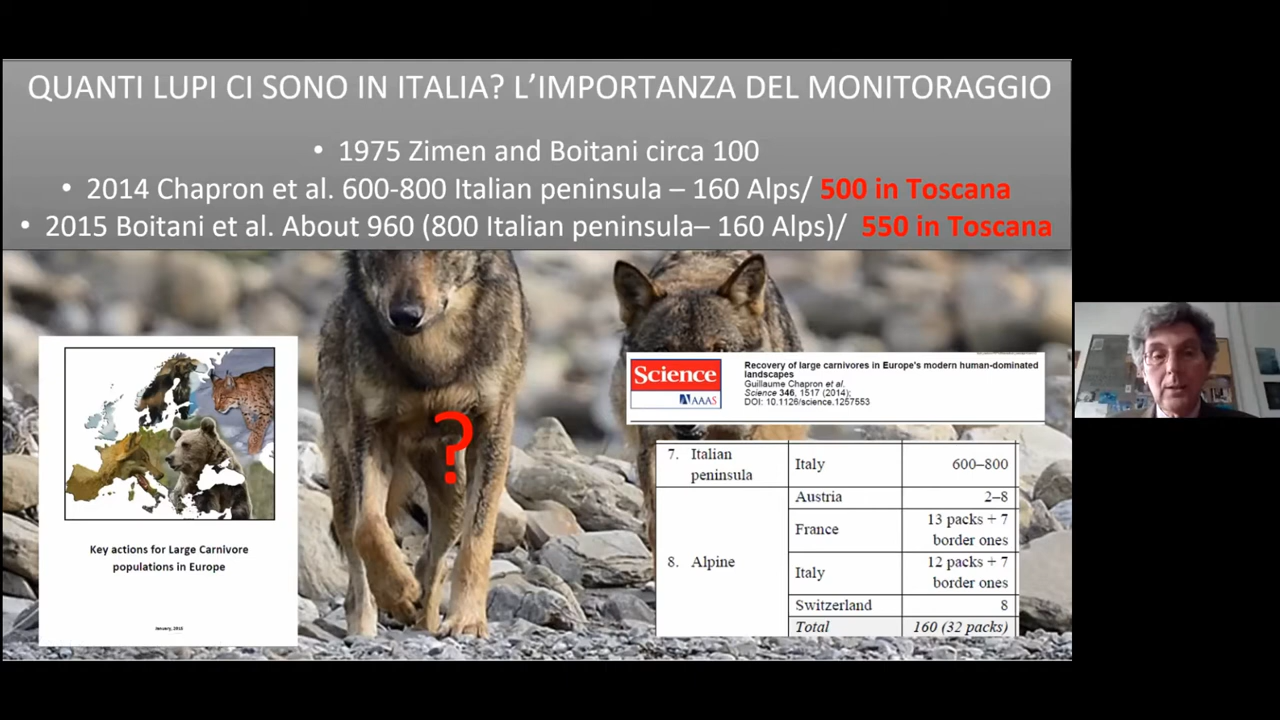 QUANTI LUPI CI SONO IN ITALIA? L'IMPORTANZA DEL MONITORAGGIO
• 1975 Zimen and Boitani circa 100
• 2014 Chapron et al. 600-800 Italian peninsula – 160 Alps/ 500 in Toscana
• 2015 Boitani et al. About 960 (800 Italian peninsula– 160 Alps)/ 550 in Toscana
?
Key actions for Large Carnivore
populations in Europe
January, 2015
Science
AAAS
Recovery of large carnivores in Europe's modern human-dominated
landscapes
Guillaume Chapron et al.
Science 346, 1517 (2014);
DOI: 10.1126/science.1257553
7. Italian peninsula Italy 600–800
8. Alpine
Austria 2–8
France 13 packs + 7 border ones
Italy 12 packs + 7 border ones
Switzerland 8
Total 160 (32 packs)